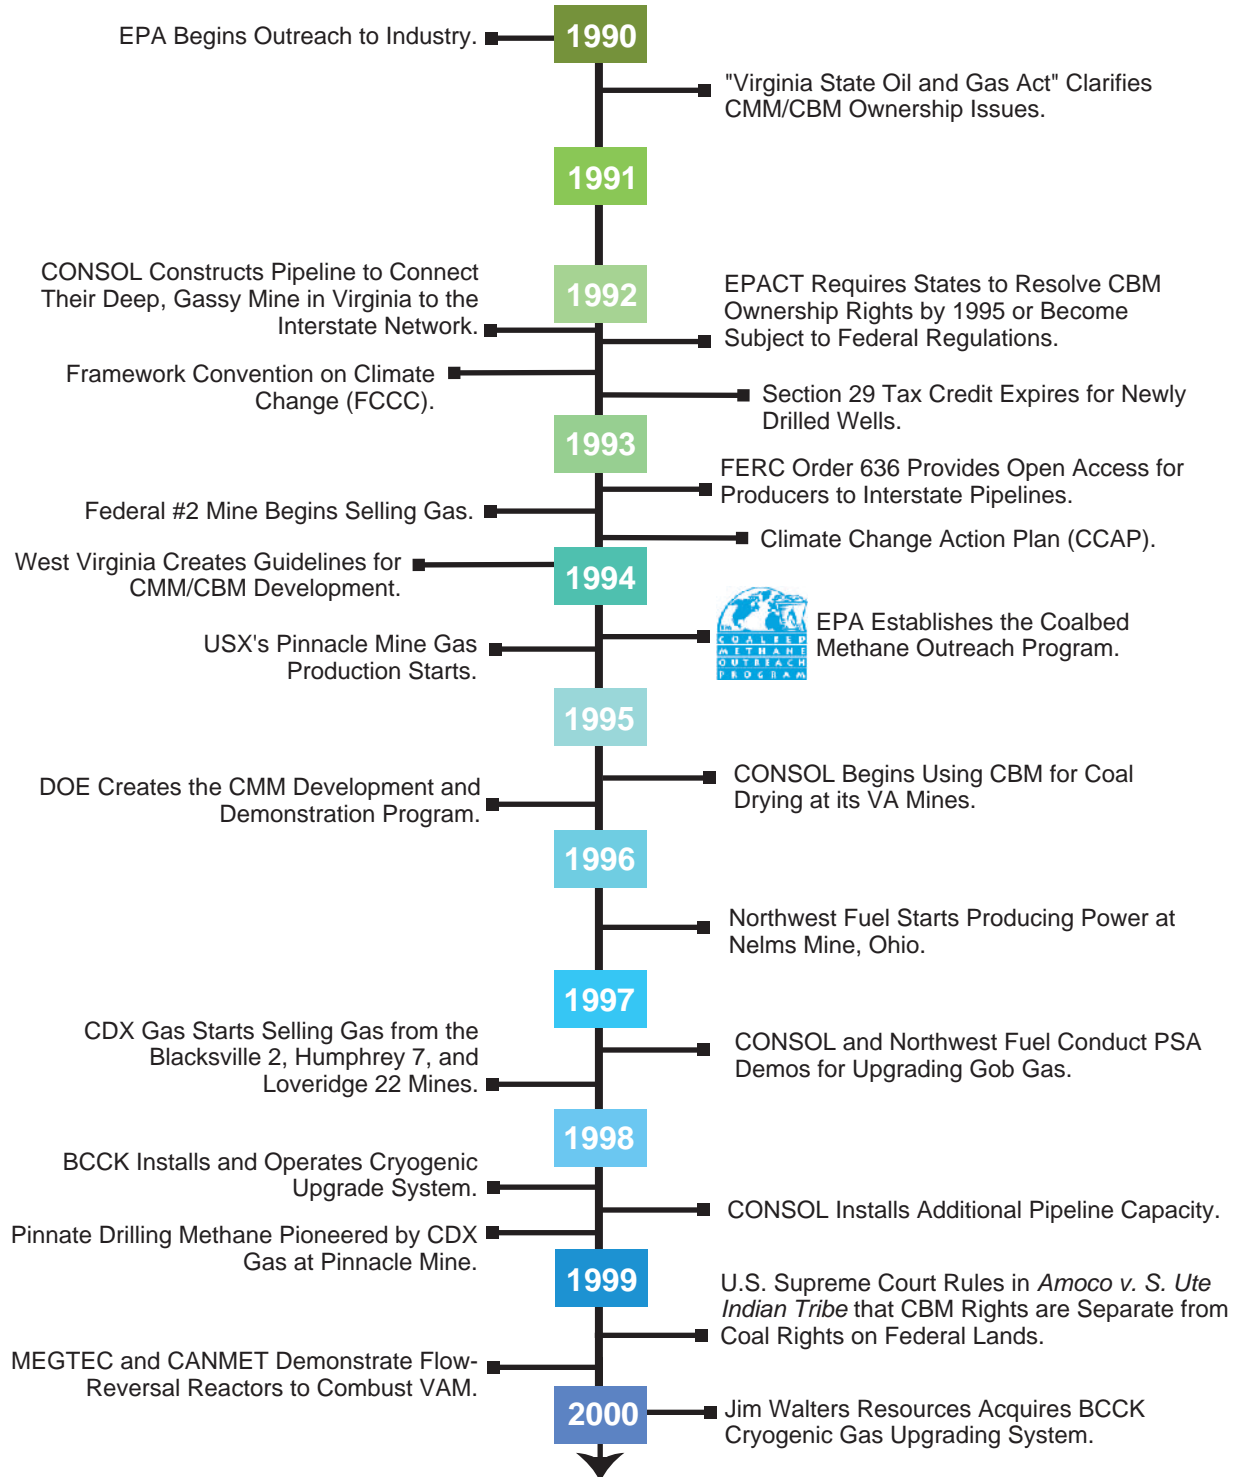 EPA Begins Outreach to Industry.
1990
"Virginia State Oil and Gas Act" Clarifies
CMM/CBM Ownership Issues.
1991
CONSOL Constructs Pipeline to Connect
Their Deep, Gassy Mine in Virginia to the
Interstate Network.
1992
EPACT Requires States to Resolve CBM
Ownership Rights by 1995 or Become
Subject to Federal Regulations.
Framework Convention on Climate
Change (FCCC).
Section 29 Tax Credit Expires for Newly
Drilled Wells.
1993
FERC Order 636 Provides Open Access for
Producers to Interstate Pipelines.
Federal #2 Mine Begins Selling Gas.
Climate Change Action Plan (CCAP).
West Virginia Creates Guidelines for
CMM/CBM Development.
1994
COALBED
METHANE
OUTREACH
PROGRAM
EPA Establishes the Coalbed
Methane Outreach Program.
USX's Pinnacle Mine Gas
Production Starts.
1995
CONSOL Begins Using CBM for Coal
Drying at its VA Mines.
DOE Creates the CMM Development and
Demonstration Program.
1996
Northwest Fuel Starts Producing Power at
Nelms Mine, Ohio.
1997
CDX Gas Starts Selling Gas from the
Blacksville 2, Humphrey 7, and
Loveridge 22 Mines.
CONSOL and Northwest Fuel Conduct PSA
Demos for Upgrading Gob Gas.
1998
BCCK Installs and Operates Cryogenic
Upgrade System.
CONSOL Installs Additional Pipeline Capacity.
Pinnate Drilling Methane Pioneered by CDX
Gas at Pinnacle Mine.
1999
U.S. Supreme Court Rules in Amoco v. S. Ute
Indian Tribe that CBM Rights are Separate from
Coal Rights on Federal Lands.
MEGTEC and CANMET Demonstrate Flow-
Reversal Reactors to Combust VAM.
2000
Jim Walters Resources Acquires BCCK
Cryogenic Gas Upgrading System.